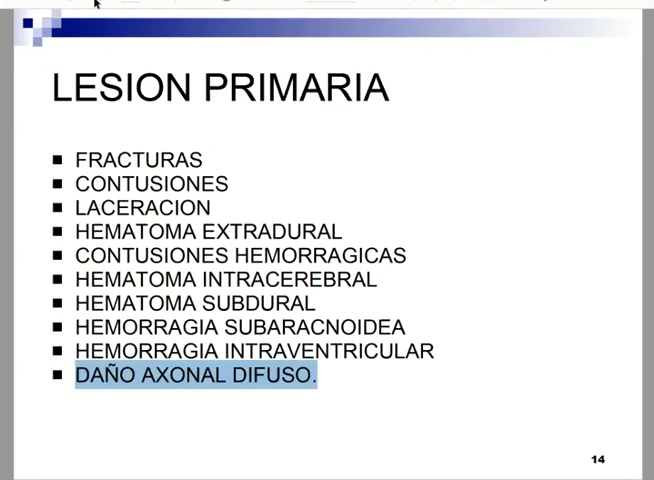 LESION PRIMARIA
FRACTURAS
CONTUSIONES
LACERACION
HEMATOMA EXTRADURAL
CONTUSIONES HEMORRAGICAS
HEMATOMA INTRACEREBRAL
HEMATOMA SUBDURAL
HEMORRAGIA SUBARACNOIDEA
HEMORRAGIA INTRAVENTRICULAR
DAÑO AXONAL DIFUSO.
14